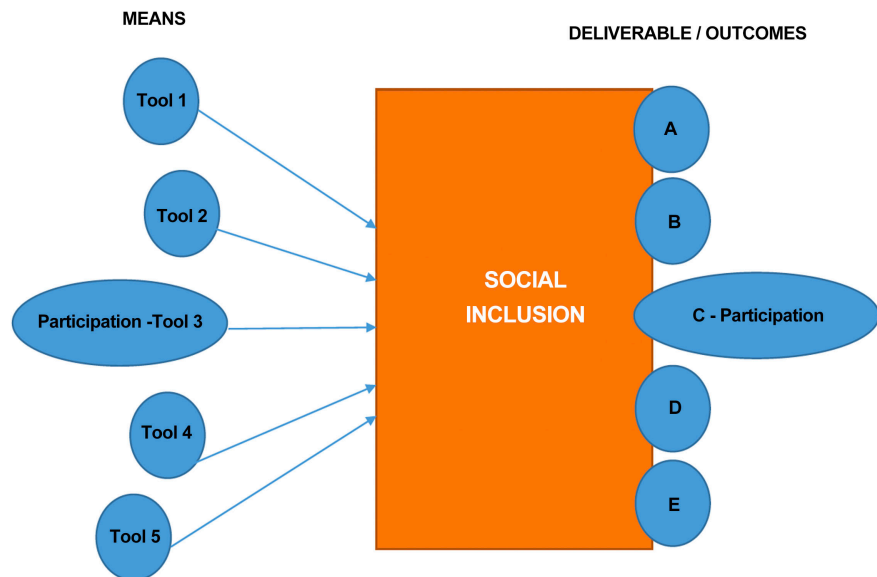 MEANS
DELIVERABLE / OUTCOMES
Tool 1
Tool 2
Participation -Tool 3
Tool 4
Tool 5
SOCIAL
INCLUSION
A
B
C - Participation
D
E